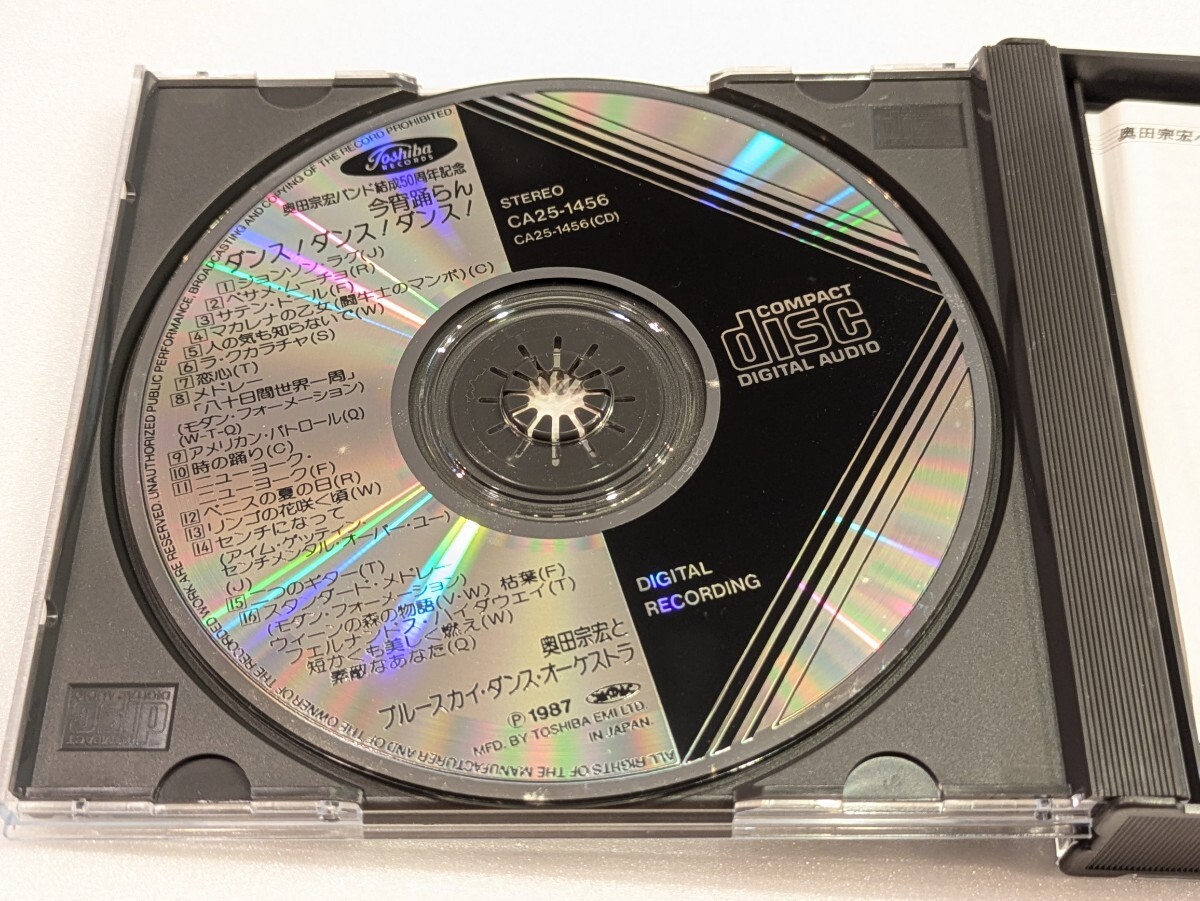 Toshiba
RECORDS
奥田宗宏バンド結成50周年記念
今宵踊らん
ダンス!ダンス!ダンス!
1 ジョンソン・ラグ(J)
2 ベサメ・ムーチョ(R)
3 サテン・ドール(F)
4 マカレナの乙女(闘牛士のマンボ)(C)
5 人の気も知らないで(W)
6 ラ・クカラチャ(S)
7 恋心(T)
8 メドレー
「八十日間世界一周」
(モダン・フォーメーション)
(W-T-Q)
9 アメリカン・パトロール(Q)
10 時の踊り(C)
11 ニューヨーク・
ニューヨーク(F)
12 ベニスの夏の日(R)
13 リンゴの花咲く頃(W)
14 センチになって
(アイム・ゲッティン・
センチメンタル・オーバー・ユー)
(J)
15 一つのギター(T)
16 スタンダード・メドレー
(モダン・フォーメーション)
ウィーンの森の物語(V・W) 枯葉(F)
フェルナンド・ス・ハイダウエイ(T)
短かくも美しく燃え(W)
素敵なあなた(Q)
奥田宗宏と
ブルースカイ・ダンス・オーケストラ
Ⓟ 1987
MFD. BY TOSHIBA EMI LTD.
IN JAPAN.
STEREO
CA25-1456
CA25-1456(CD)
COMPACT
disc
DIGITAL AUDIO
DIGITAL
RECORDING
ALL RIGHTS OF THE MANUFACTURER AND OF THE OWNER OF THE RECORDED WORK ARE RESERVED. UNAUTHORIZED PUBLIC PERFORMANCE, BROADCASTING AND COPYING OF THE RECORD PROHIBITED.
奥田宗宏